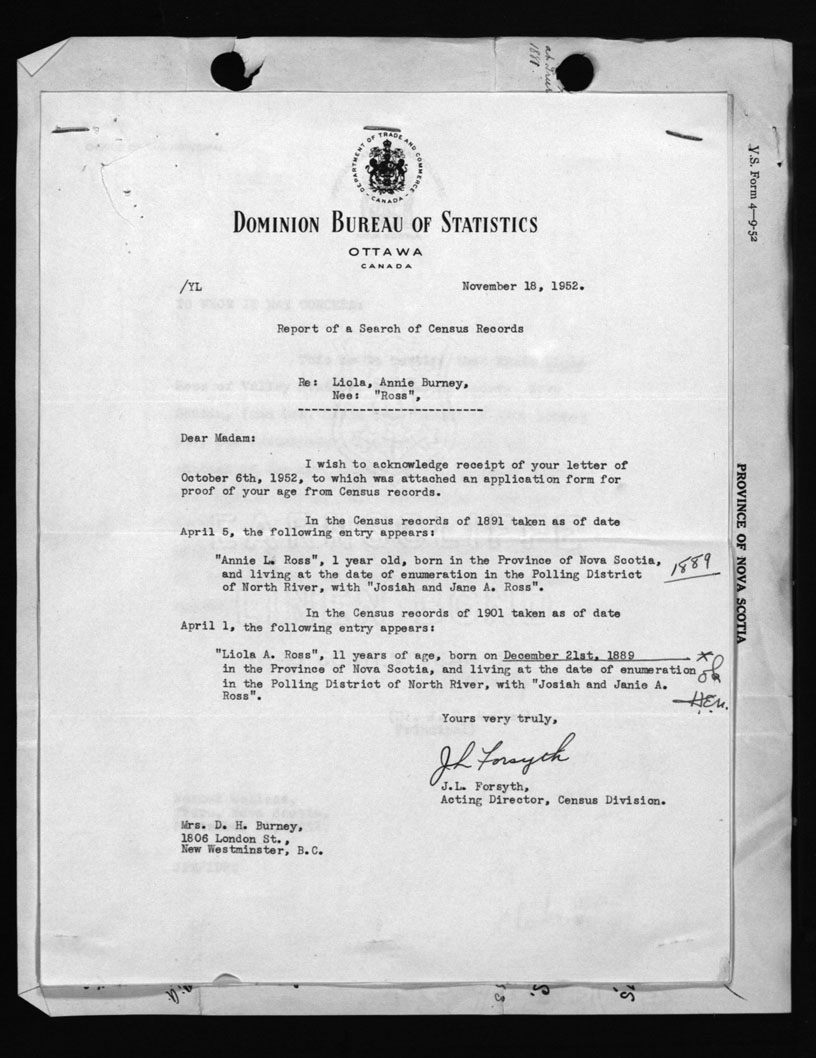 1888.
V.S. Form 4—9-52
DEPARTMENT OF TRADE AND COMMERCE
CANADA
DOMINION BUREAU OF STATISTICS
OTTAWA
CANADA
/YL November 18, 1952.
Report of a Search of Census Records
Re: Liola, Annie Burney,
Nee: "Ross",
Dear Madam:
I wish to acknowledge receipt of your letter of
October 6th, 1952, to which was attached an application form for
proof of your age from Census records.
In the Census records of 1891 taken as of date
April 5, the following entry appears:
"Annie L. Ross", 1 year old, born in the Province of Nova Scotia,
and living at the date of enumeration in the Polling District
of North River, with "Josiah and Jane A. Ross".
1889
In the Census records of 1901 taken as of date
April 1, the following entry appears:
"Liola A. Ross", 11 years of age, born on December 21st, 1889
in the Province of Nova Scotia, and living at the date of enumeration
in the Polling District of North River, with "Josiah and Janie A.
Ross".
ok
Yours very truly,
J L Forsyth
J.L. Forsyth,
Acting Director, Census Division.
Mrs. D. H. Burney,
1806 London St.,
New Westminster, B.C.
PROVINCE OF NOVA SCOTIA